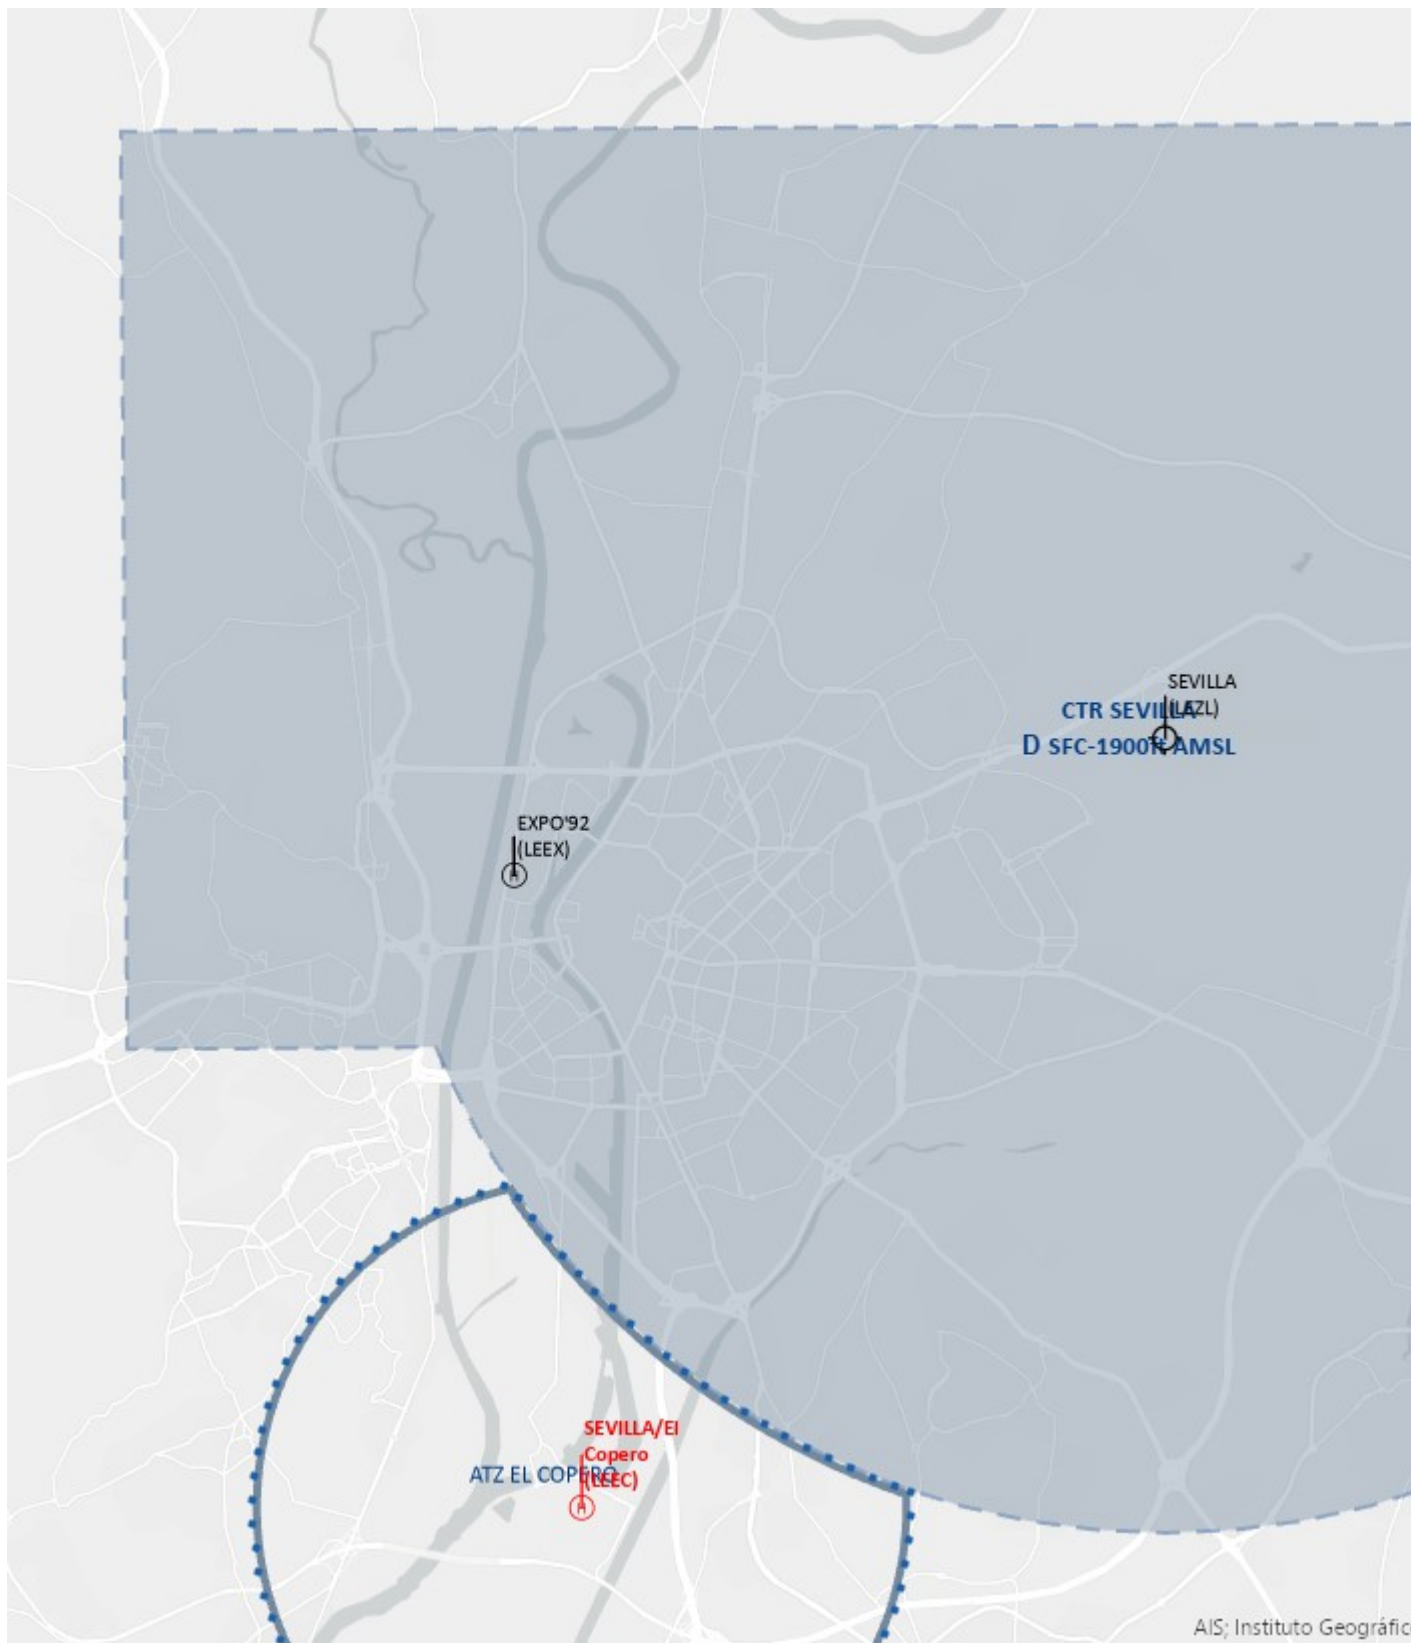 SEVILLA
(LEZL)
CTR SEVILLA
D SFC-1900ft AMSL
EXPO'92
(LEEX)
H
SEVILLA/El
Copero
(LEEC)
ATZ EL COPERO
H
AIS; Instituto Geográfic